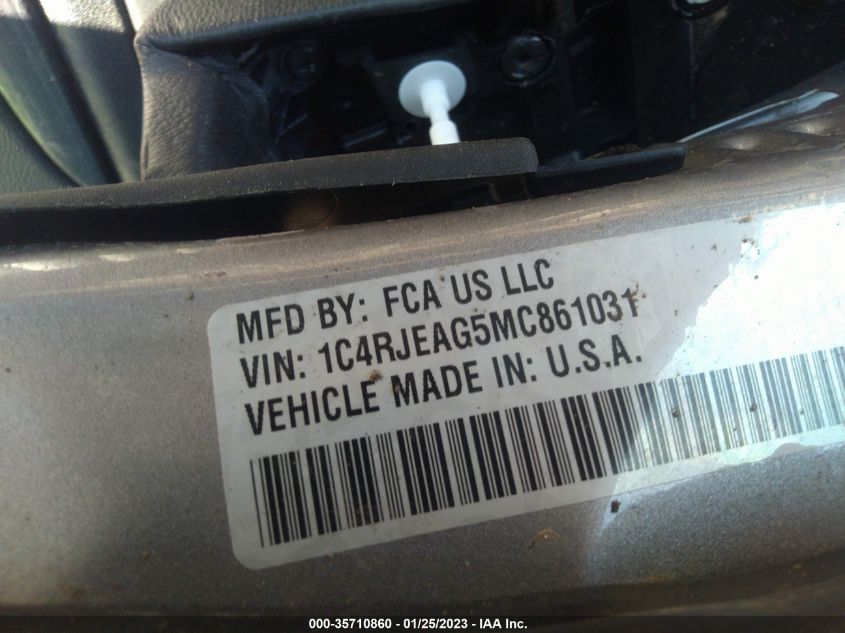 MFD BY: FCA US LLC
VIN: 1C4RJEAG5MC861031
VEHICLE MADE IN: U.S.A.
000-35710860 - 01/25/2023 - IAA Inc.